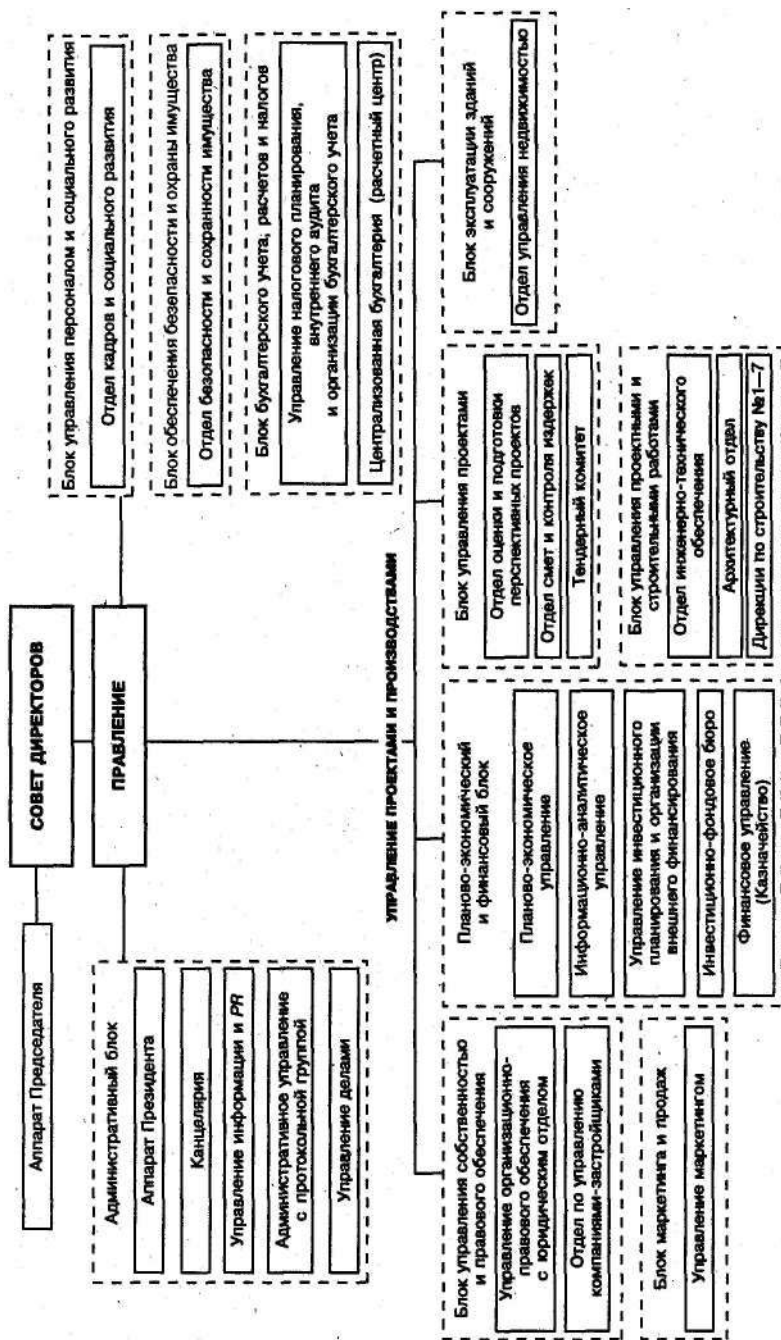 СОВЕТ ДИРЕКТОРОВ
Аппарат Председателя
ПРАВЛЕНИЕ
Административный блок
Аппарат Президента
Канцелярия
Управление информации и PR
Административное управление
с протокольной группой
Управление делами
Блок управления персоналом и социального развития
Отдел кадров и социального развития
Блок обеспечения безопасности и охраны имущества
Отдел безопасности и сохранности имущества
Блок бухгалтерского учета, расчетов и налогов
Управление налогового планирования,
внутреннего аудита
и организации бухгалтерского учета
Централизованная бухгалтерия (расчетный центр)
УПРАВЛЕНИЕ ПРОЕКТАМИ И ПРОИЗВОДСТВАМИ
Блок управления собственностью
и правового обеспечения
Управление организационно-
правового обеспечения
с юридическим отделом
Отдел по управлению
компаниями-застройщиками
Блок маркетинга и продаж
Управление маркетингом
Планово-экономический
и финансовый блок
Планово-экономическое
управление
Информационно-аналитическое
управление
Управление инвестиционного
планирования и организации
внешнего финансирования
Инвестиционно-фондовое бюро
Финансовое управление
(Казначейство)
Блок управления проектами
Отдел оценки и подготовки
перспективных проектов
Отдел смет и контроля издержек
Тендерный комитет
Блок управления проектными и
строительными работами
Отдел инженерно-технического
обеспечения
Архитектурный отдел
Дирекции по строительству №1—7
Блок эксплуатации зданий
и сооружений
Отдел управления недвижимостью